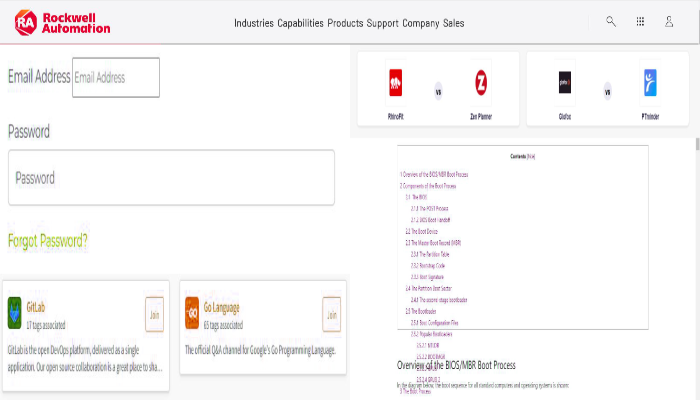 Rockwell
Automation
Industries Capabilities Products Support Company Sales
Email Address
Email Address
Password
Password
Forgot Password?
GitLab
17 tags associated
Join
GitLab is the open DevOps platform, delivered as a single
application. Our open source collaboration is a great place to sha...
Go Language
65 tags associated
Join
The official Q&A channel for Google's Go Programming Language.
VS
RhinoFit
Zen Planner
VS
Glofox
PTminder
Contents [hide]
1 Overview of the BIOS/MBR Boot Process
2 Components of the Boot Process
2.1 The BIOS
2.1.1 The POST Process
2.1.2 BIOS Boot Handoff
2.2 The Boot Device
2.3 The Master Boot Record (MBR)
2.3.1 The Partition Table
2.3.2 Bootstrap Code
2.3.3 Boot Signature
2.4 The Partition Boot Sector
2.4.1 The second-stage bootloader
2.5 The Bootloader
2.5.1 Boot Configuration Files
2.5.2 Popular Bootloaders
2.5.2.1 NTLDR
2.5.2.2 BOOTMGR
Overview of the BIOS/MBR Boot Process
2.5.2.4 GRUB 2
In the diagram below, the boot sequence for all standard computers and operating systems is shown:
3 The Boot Process